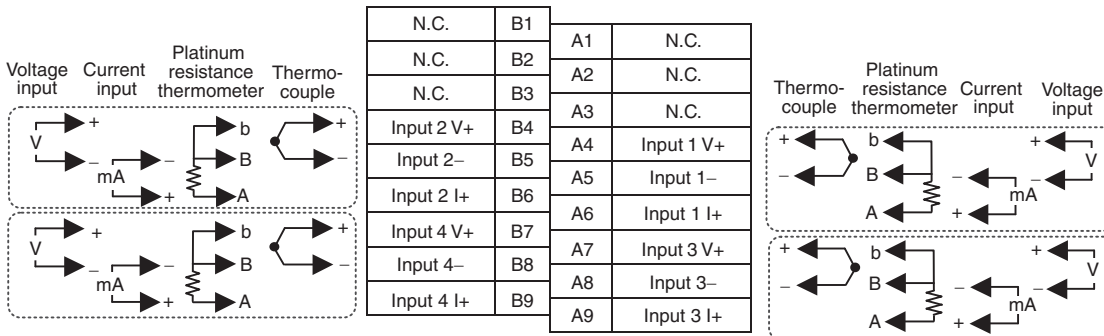 Voltage input
Current input
Platinum resistance thermometer
Thermo-couple
V + −
mA − +
b
B
A
+
−
V + −
mA − +
b
B
A
+
−
N.C. B1
N.C. B2
N.C. B3
Input 2 V+ B4
Input 2− B5
Input 2 I+ B6
Input 4 V+ B7
Input 4− B8
Input 4 I+ B9
A1 N.C.
A2 N.C.
A3 N.C.
A4 Input 1 V+
A5 Input 1−
A6 Input 1 I+
A7 Input 3 V+
A8 Input 3−
A9 Input 3 I+
Thermo-couple
Platinum resistance thermometer
Current input
Voltage input
+
−
b
B
A
− + mA
+ − V
+
−
b
B
A
− + mA
+ − V